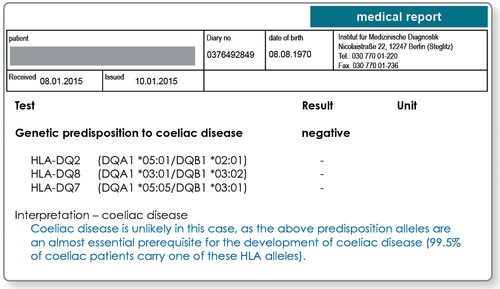 medical report
patient
Diary no.
0376492849
date of birth
08.08.1970
Institut für Medizinische Diagnostik
Nicolaistraße 22, 12247 Berlin (Steglitz)
Tel.: 030 770 01-220
Fax. 030 770 01-236
Received 08.01.2015
Issued 10.01.2015
Test Result Unit
Genetic predisposition to coeliac disease negative
HLA-DQ2 (DQA1 *05:01/DQB1 *02:01) -
HLA-DQ8 (DQA1 *03:01/DQB1 *03:02) -
HLA-DQ7 (DQA1 *05:05/DQB1 *03:01) -
Interpretation – coeliac disease
Coeliac disease is unlikely in this case, as the above predisposition alleles are
an almost essential prerequisite for the development of coeliac disease (99.5%
of coeliac patients carry one of these HLA alleles).